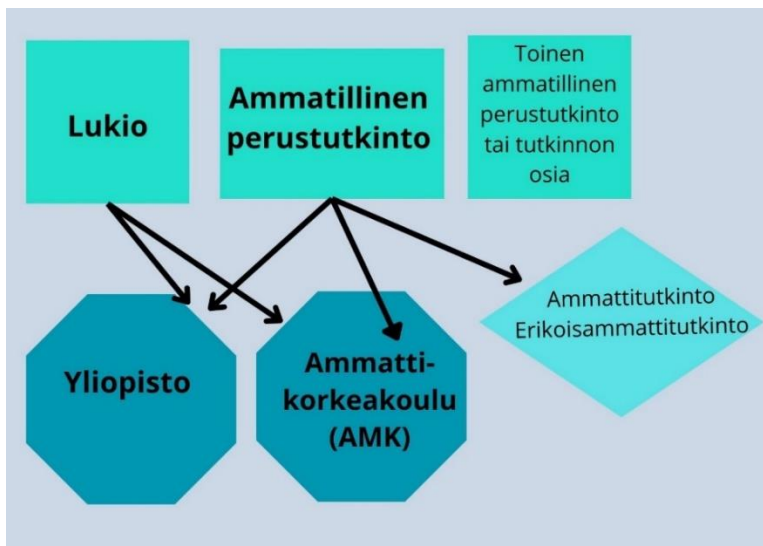 Lukio
Ammatillinen
perustutkinto
Toinen
ammatillinen
perustutkinto
tai tutkinnon
osia
Yliopisto
Ammatti-
korkeakoulu
(AMK)
Ammattitutkinto
Erikoisammattitutkinto